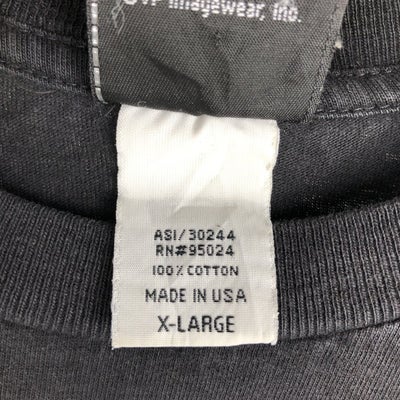 Imagewear, Inc.
ASI/30244
RN#95024
100% COTTON
MADE IN USA
X-LARGE